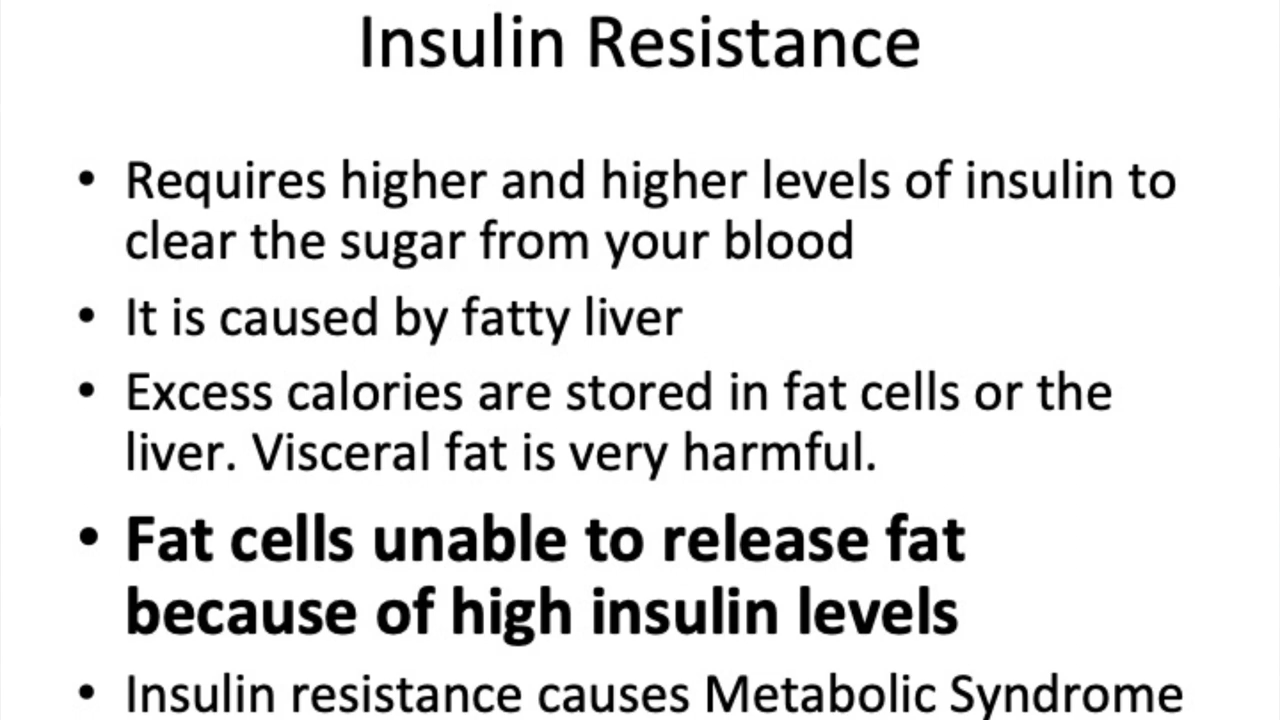 Insulin Resistance
• Requires higher and higher levels of insulin to
clear the sugar from your blood
• It is caused by fatty liver
• Excess calories are stored in fat cells or the
liver. Visceral fat is very harmful.
• Fat cells unable to release fat
because of high insulin levels
• Insulin resistance causes Metabolic Syndrome